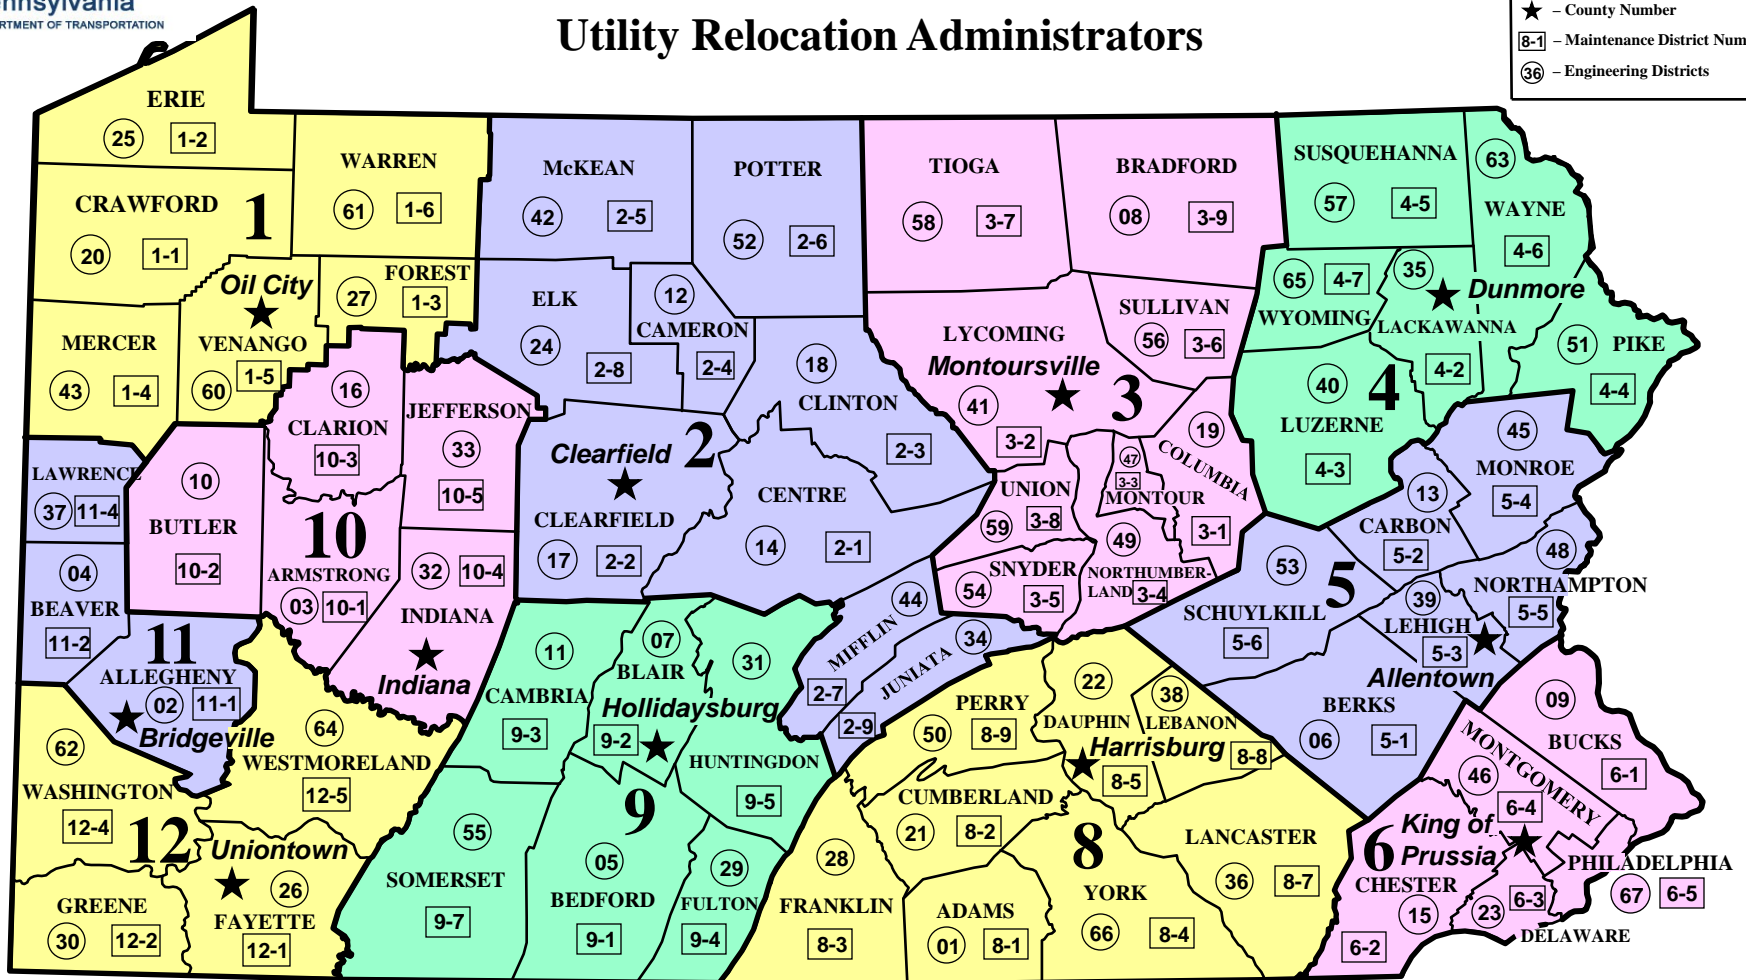 DEPARTMENT OF TRANSPORTATION
Utility Relocation Administrators
– County Number
8-1 – Maintenance District Num
36 – Engineering Districts
ERIE
25 1-2
CRAWFORD
20 1-1
1
WARREN
61 1-6
FOREST
27 1-3
Oil City
VENANGO
60 1-5
MERCER
43 1-4
McKEAN
42 2-5
POTTER
52 2-6
ELK
24 2-8
12
CAMERON
2-4
18
CLINTON
2-3
Clearfield
2
CLEARFIELD
17 2-2
CENTRE
14 2-1
44
MIFFLIN
2-7
34
JUNIATA
2-9
TIOGA
58 3-7
BRADFORD
08 3-9
LYCOMING
Montoursville
41 3-2
SULLIVAN
56 3-6
3
19
COLUMBIA
3-1
47
3-3
MONTOUR
UNION
59 3-8
SNYDER
54 3-5
49
NORTHUMBER-
LAND 3-4
SUSQUEHANNA
57 4-5
63
WAYNE
4-6
65 4-7
WYOMING
35
LACKAWANNA
4-2
Dunmore
51 PIKE
4-4
40
4
LUZERNE
4-3
45
MONROE
5-4
13
CARBON
5-2
53
5
SCHUYLKILL
5-6
48
NORTHAMPTON
5-5
39
LEHIGH
5-3
Allentown
BERKS
06 5-1
09
BUCKS
6-1
MONTGOMERY
46
6-4
King of
Prussia
6
CHESTER
15
6-2
PHILADELPHIA
67 6-5
23 6-3
DELAWARE
PERRY
50 8-9
22
DAUPHIN
8-5
38
LEBANON
8-8
Harrisburg
CUMBERLAND
21 8-2
8
LANCASTER
36 8-7
YORK
66 8-4
ADAMS
01 8-1
28
FRANKLIN
8-3
11
CAMBRIA
9-3
07
BLAIR
9-2
Hollidaysburg
31
HUNTINGDON
9-5
9
55
SOMERSET
9-7
05
BEDFORD
9-1
29
FULTON
9-4
16
CLARION
10-3
JEFFERSON
33
10-5
10
BUTLER
10-2
10
ARMSTRONG
03 10-1
32 10-4
INDIANA
Indiana
LAWRENCE
37 11-4
04
BEAVER
11-2
11
ALLEGHENY
02 11-1
Bridgeville
62
WASHINGTON
12-4
64
WESTMORELAND
12-5
12
Uniontown
26
FAYETTE
12-1
GREENE
30 12-2